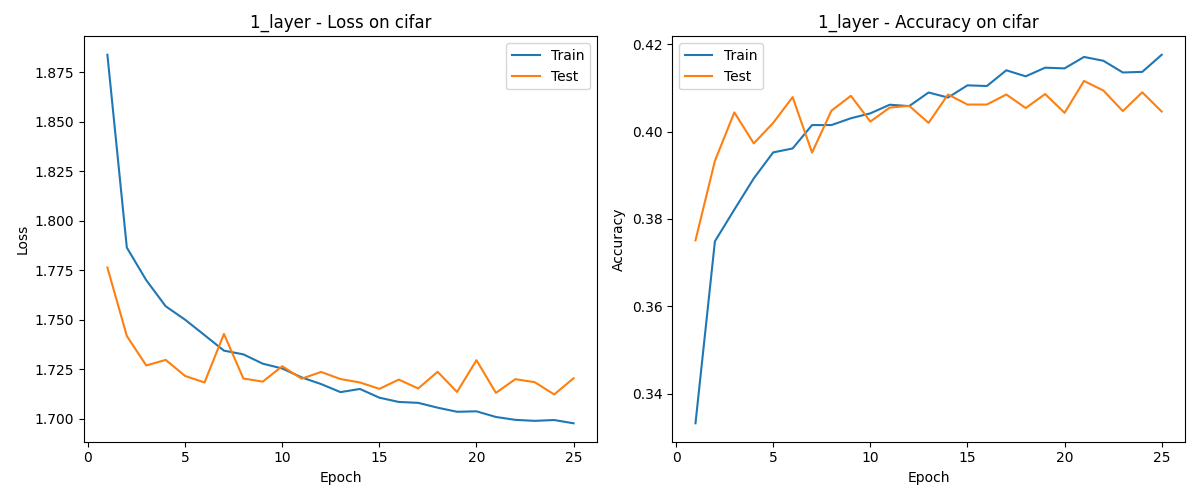 1_layer - Loss on cifar
Train
Test
1.875
1.850
1.825
1.800
1.775
1.750
1.725
1.700
Loss
0
5
10
15
20
25
Epoch
1_layer - Accuracy on cifar
Train
Test
0.42
0.40
0.38
0.36
0.34
Accuracy
0
5
10
15
20
25
Epoch